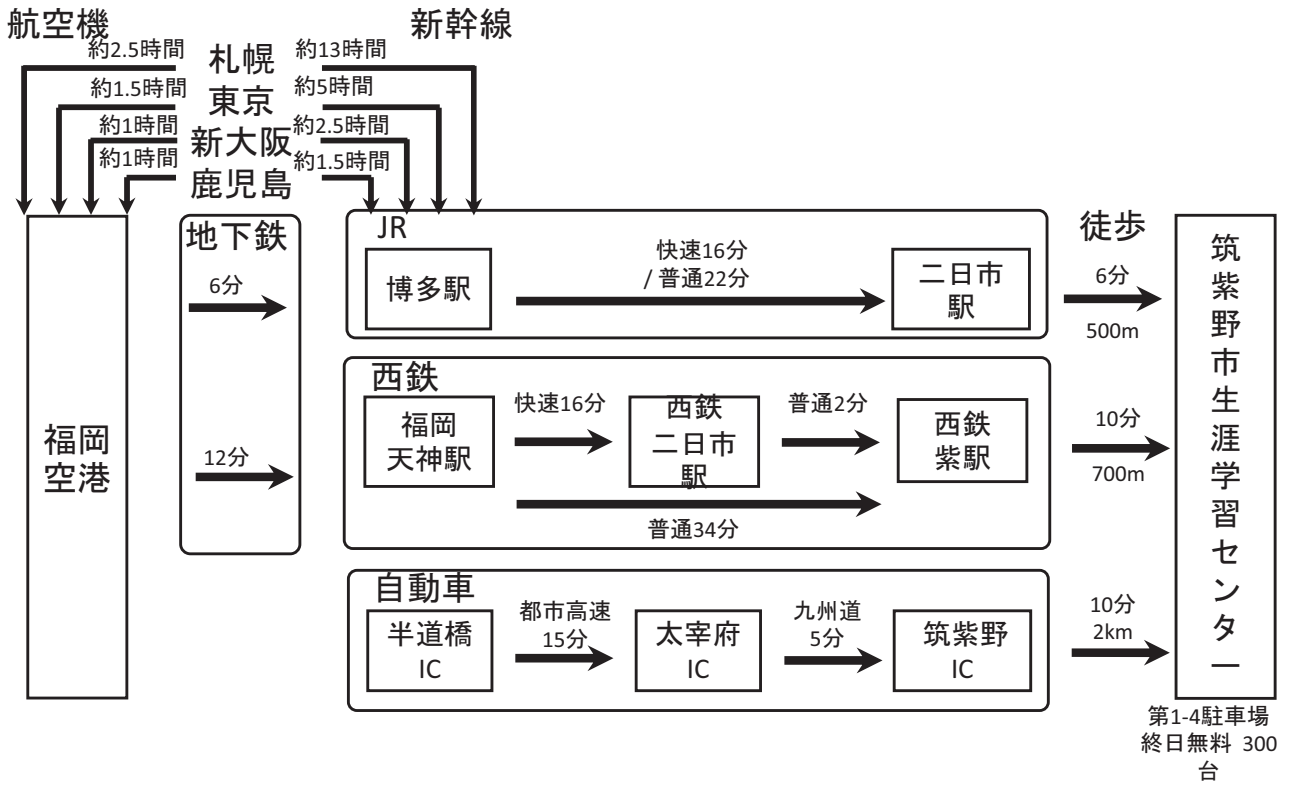 航空機
新幹線
約2.5時間
札幌
約13時間
約1.5時間
東京
約5時間
約1時間
新大阪
約2.5時間
約1時間
鹿児島
約1.5時間
福岡
空港
地下鉄
6分
12分
JR
博多駅
快速16分
/ 普通22分
二日市
駅
徒歩
6分
500m
西鉄
福岡
天神駅
快速16分
西鉄
二日市
駅
普通2分
西鉄
紫駅
普通34分
10分
700m
自動車
半道橋
IC
都市高速
15分
太宰府
IC
九州道
5分
筑紫野
IC
10分
2km
筑紫野市生涯学習センター
第1-4駐車場
終日無料 300
台